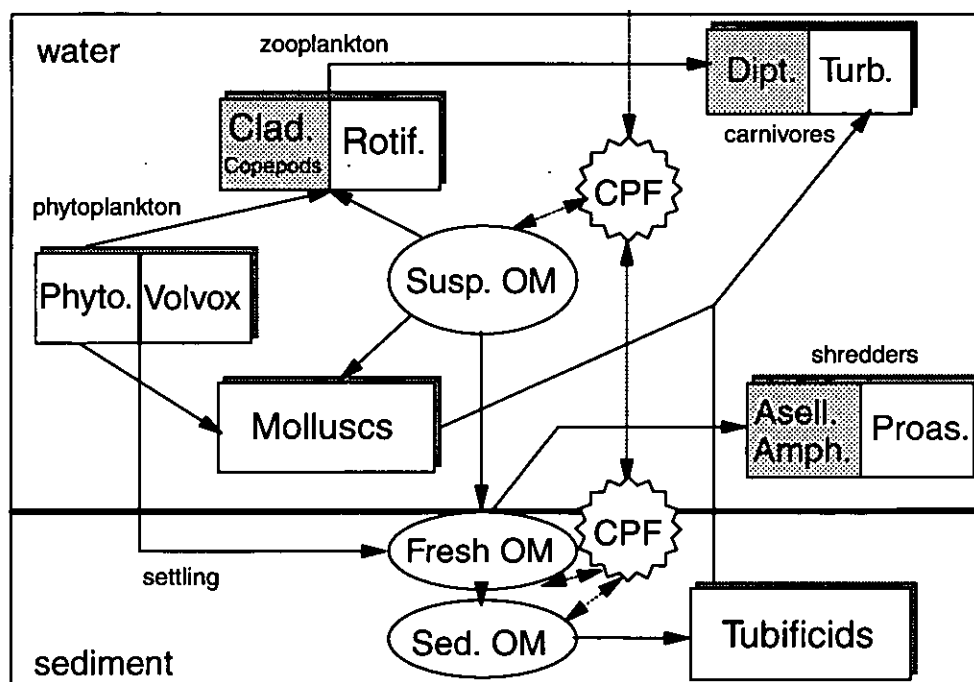 water
zooplankton
Dipt. Turb.
carnivores
Clad.
Copepods
Rotif.
CPF
phytoplankton
Susp. OM
Phyto. Volvox
shredders
Molluscs
Asell.
Amph.
Proas.
CPF
Fresh OM
settling
Sed. OM
Tubificids
sediment